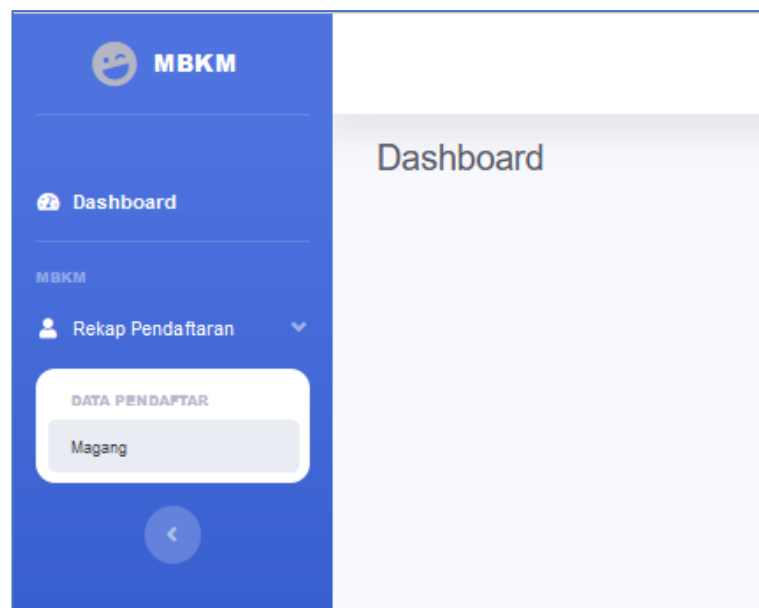 MBKM
Dashboard
Dashboard
MBKM
Rekap Pendaftaran
DATA PENDAFTAR
Magang